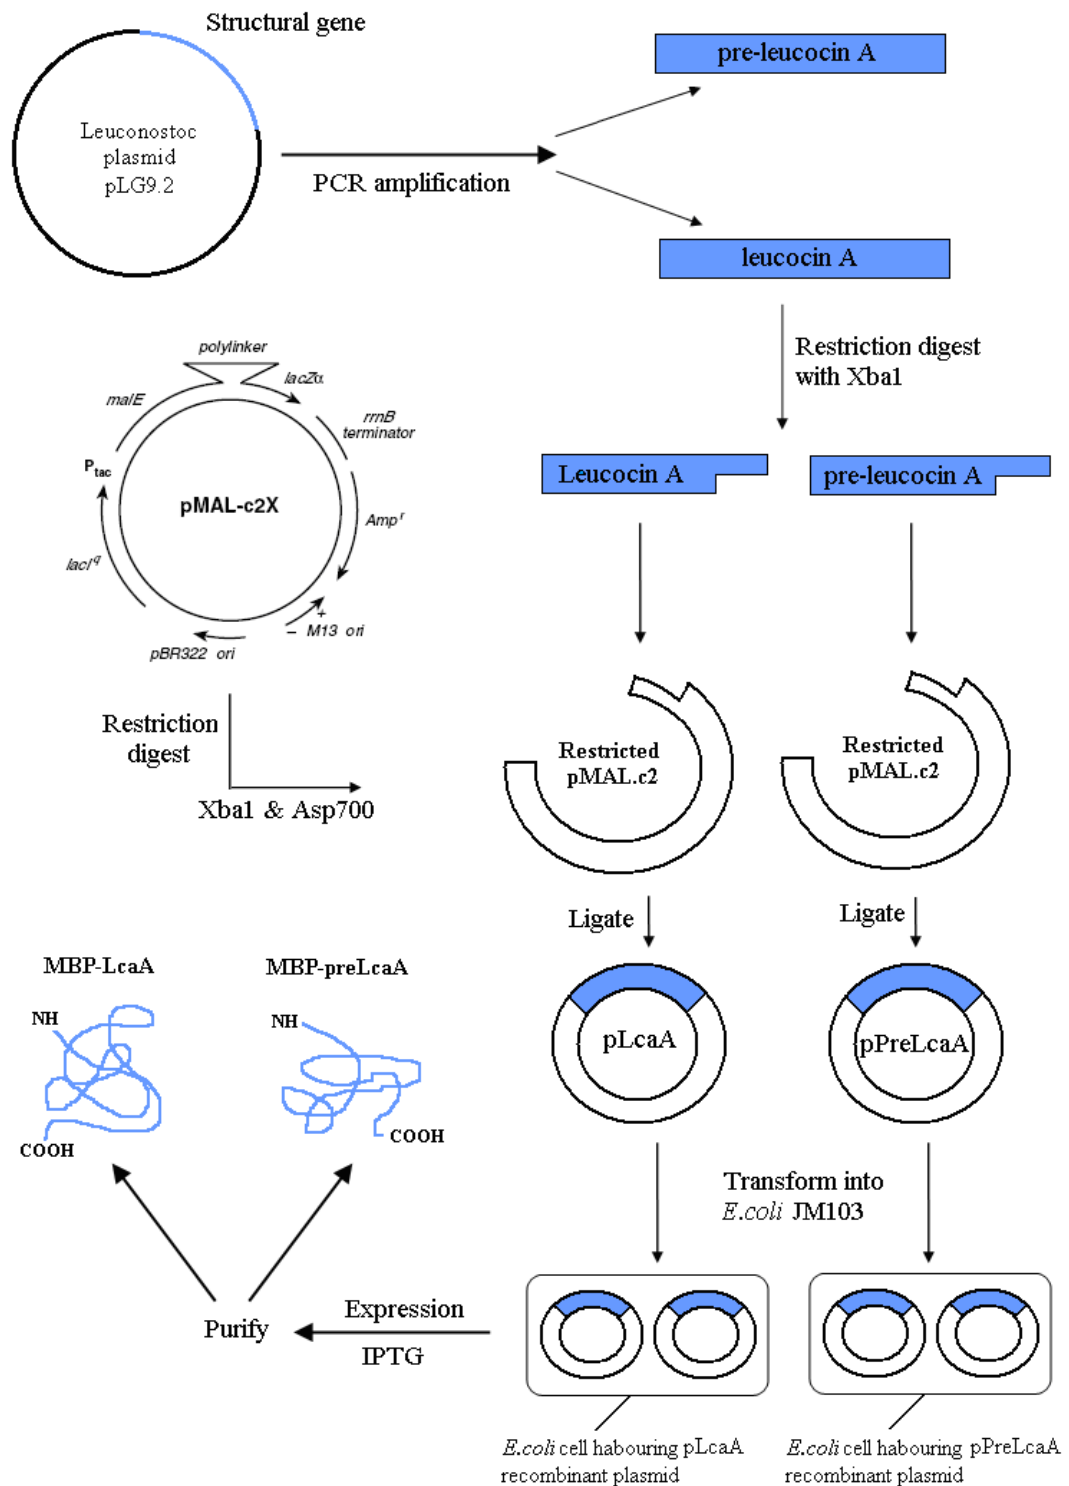 Structural gene
pre-leucocin A
Leuconostoc
plasmid
pLG9.2
PCR amplification
leucocin A
Restriction digest
with Xba1
polylinker
malE
lacZα
rrnB
terminator
Ptac
pMAL-c2X
Ampr
lacIq
+
– M13 ori
pBR322 ori
Leucocin A
pre-leucocin A
Restriction
digest
Xba1 & Asp700
Restricted
pMAL.c2
Restricted
pMAL.c2
Ligate
Ligate
MBP-LcaA
MBP-preLcaA
NH
COOH
NH
COOH
pLcaA
pPreLcaA
Transform into
E.coli JM103
Purify
Expression
IPTG
E.coli cell habouring pLcaA
recombinant plasmid
E.coli cell habouring pPreLcaA
recombinant plasmid